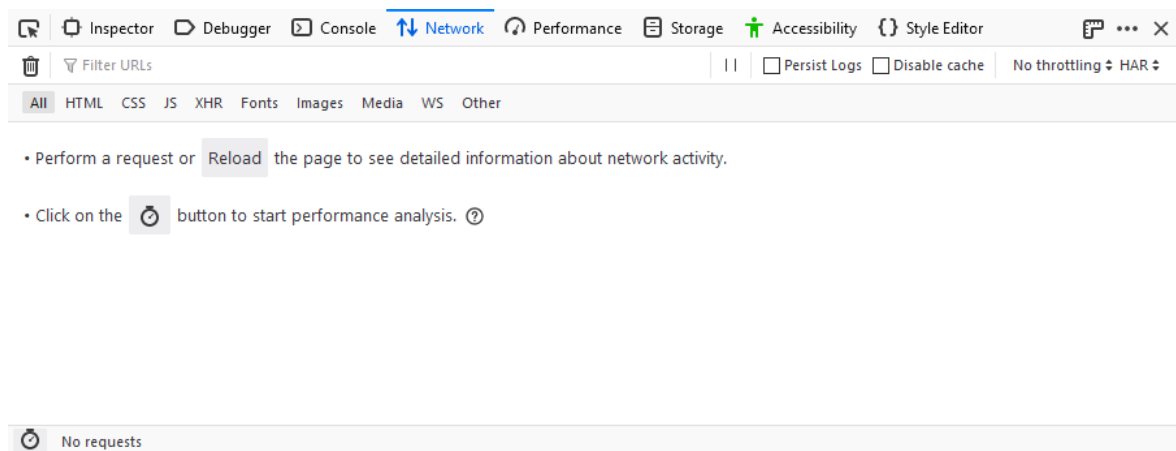 Inspector Debugger Console Network Performance Storage Accessibility {} Style Editor
Filter URLs Persist Logs Disable cache No throttling HAR
All HTML CSS JS XHR Fonts Images Media WS Other
• Perform a request or Reload the page to see detailed information about network activity.
• Click on the button to start performance analysis. ?
No requests